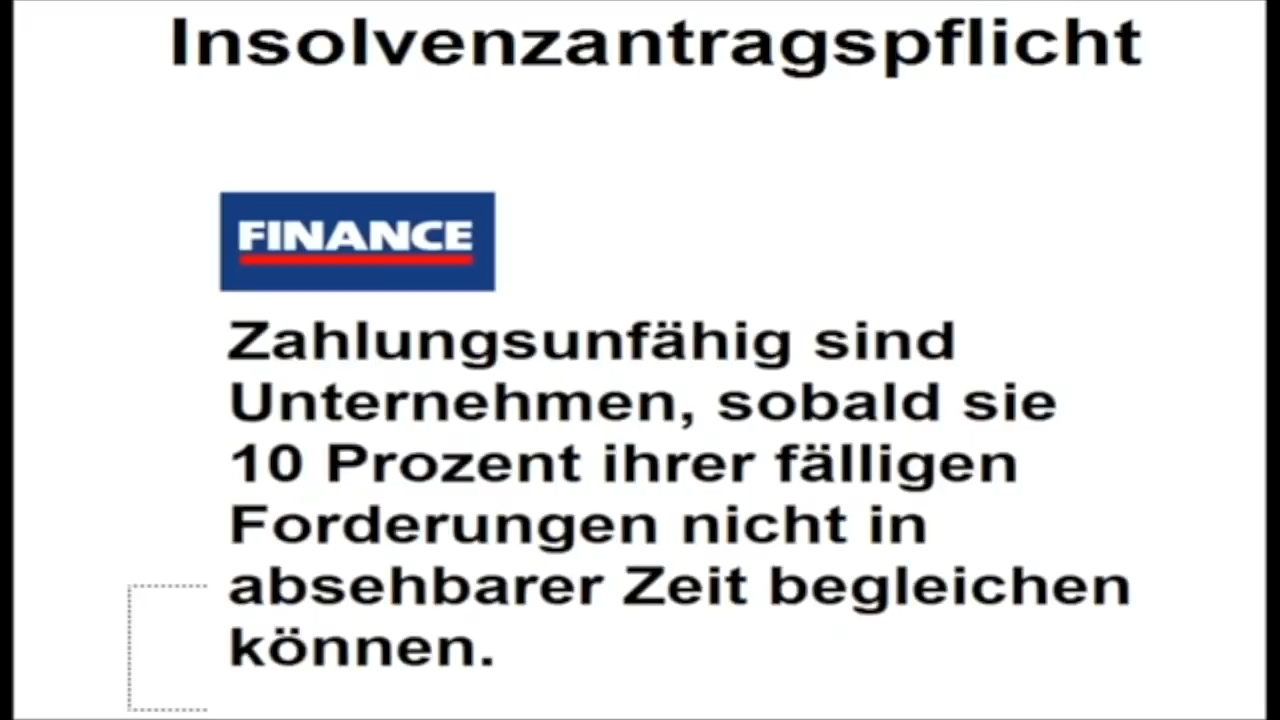 Insolvenzantragspflicht
FINANCE
Zahlungsunfähig sind
Unternehmen, sobald sie
10 Prozent ihrer fälligen
Forderungen nicht in
absehbarer Zeit begleichen
können.